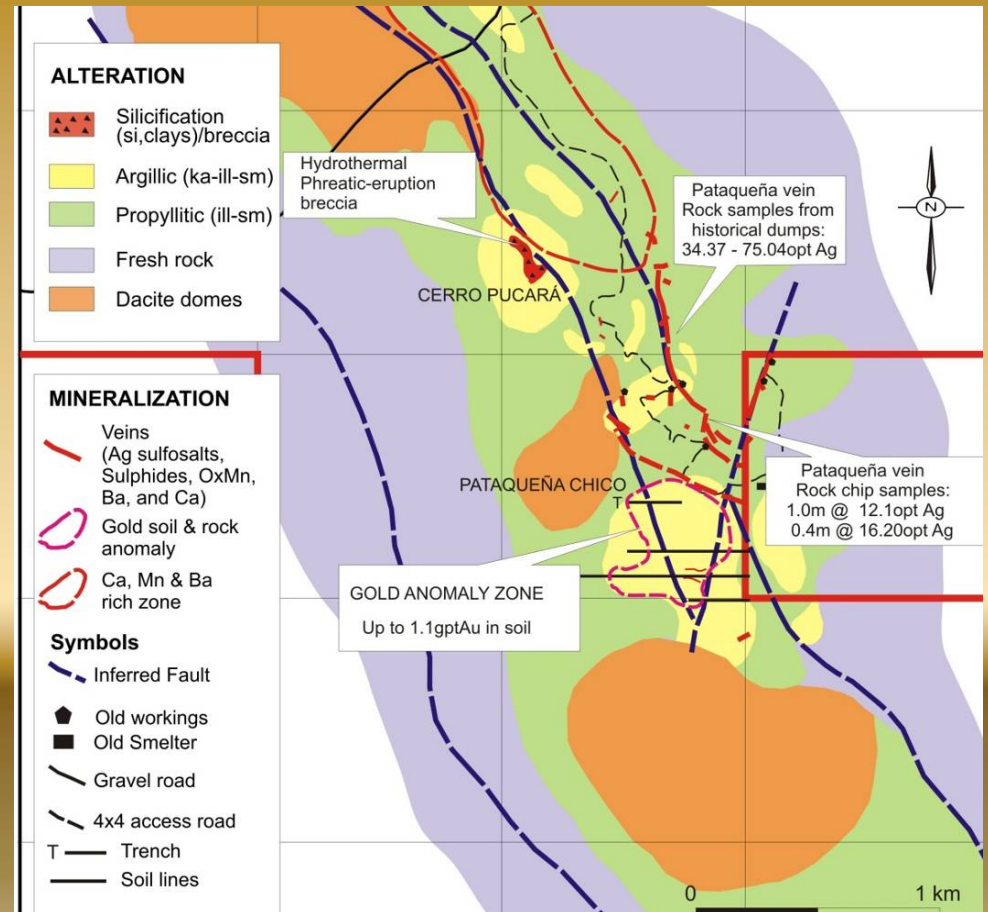 ALTERATION
Silicification
(si,clays)/breccia
Argillic (ka-ill-sm)
Propyllitic (ill-sm)
Fresh rock
Dacite domes
MINERALIZATION
Veins
(Ag sulfosalts,
Sulphides, OxMn,
Ba, and Ca)
Gold soil & rock
anomaly
Ca, Mn & Ba
rich zone
Symbols
Inferred Fault
Old workings
Old Smelter
Gravel road
4x4 access road
T Trench
Soil lines
Hydrothermal
Phreatic-eruption
breccia
CERRO PUCARÁ
Pataqueña vein
Rock samples from
historical dumps:
34.37 - 75.04opt Ag
N
PATAQUEÑA CHICO
T
Pataqueña vein
Rock chip samples:
1.0m @ 12.1opt Ag
0.4m @ 16.20opt Ag
GOLD ANOMALY ZONE
Up to 1.1gptAu in soil
0 1 km